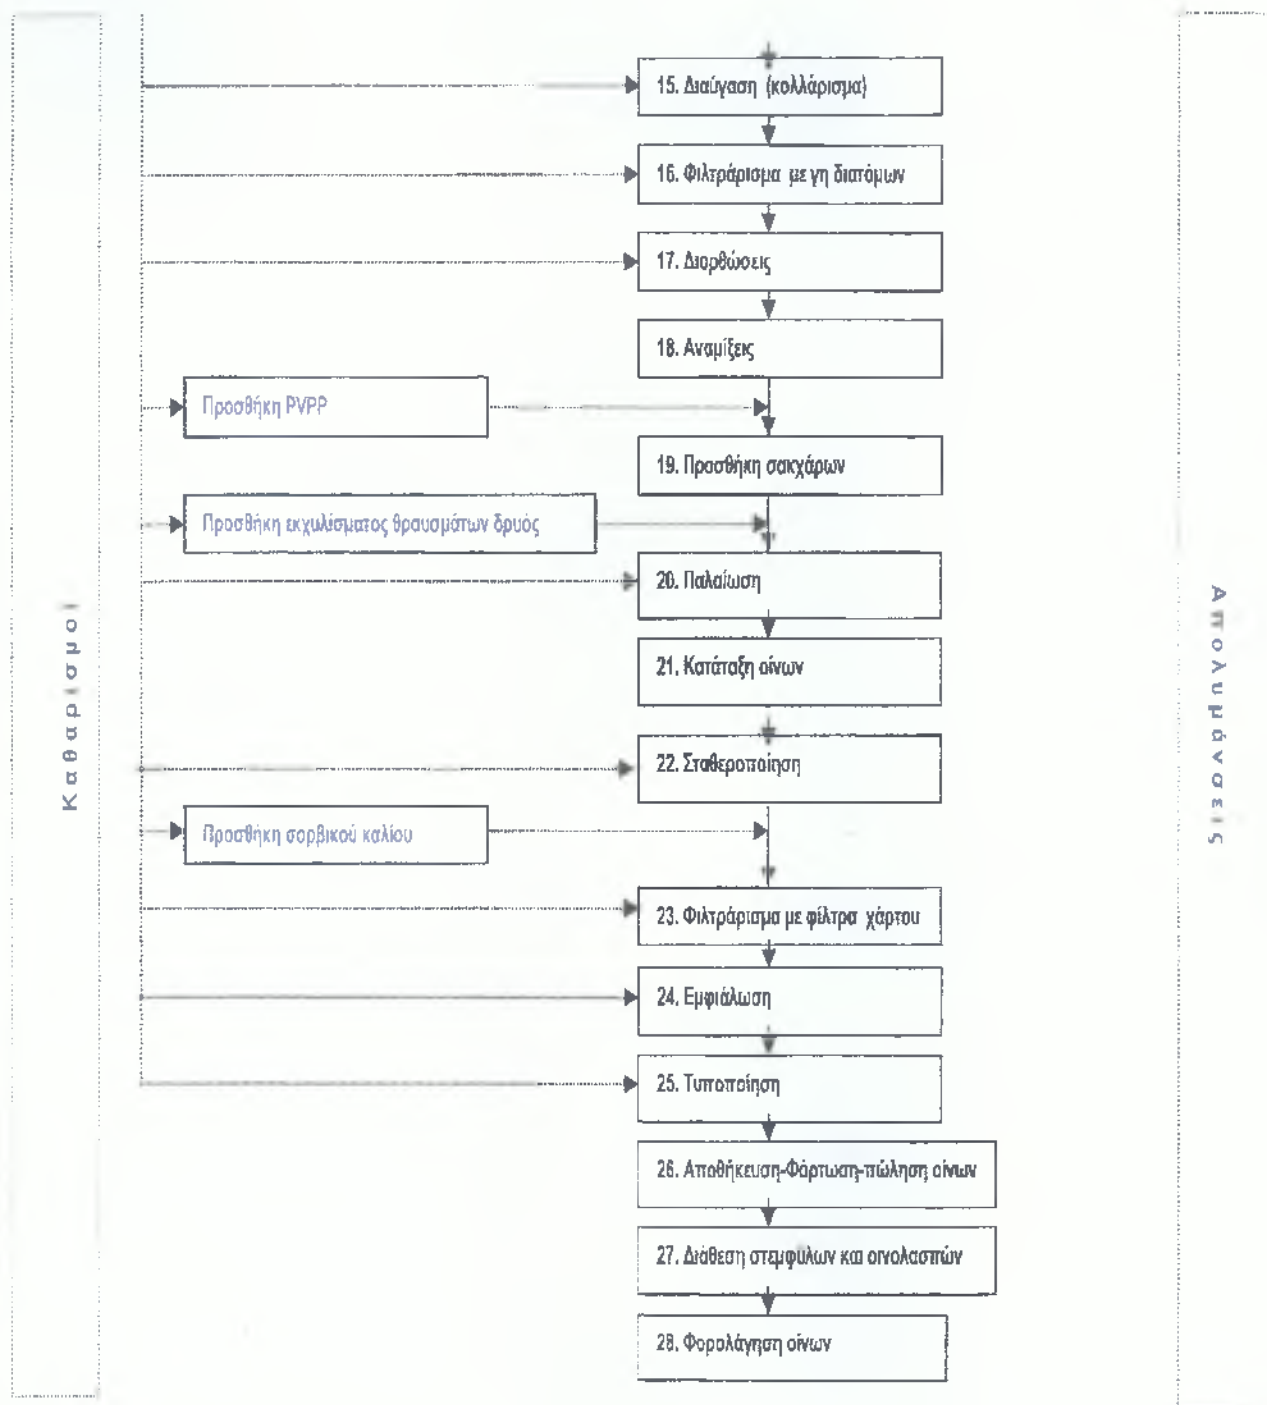 15. Διαύγαση (κολλάρισμα)
16. Φιλτράρισμα με γη διατόμων
17. Διορθώσεις
18. Αναμίξεις
Προσθήκη PVPP
19. Προσθήκη σακχάρων
Προσθήκη εκχυλίσματος θραυσμάτων δρυός
20. Παλαίωση
21. Κατάταξη οίνων
22. Σταθεροποίηση
Προσθήκη σορβικού καλίου
23. Φιλτράρισμα με φίλτρα χάρτου
24. Εμφιάλωση
25. Τυποποίηση
26. Αποθήκευση-Φόρτωση-πώληση οίνων
27. Διάθεση στεμφύλων και οινολασπών
28. Φορολόγηση οίνων
Καθαρισμοί
Απολυμάνσεις